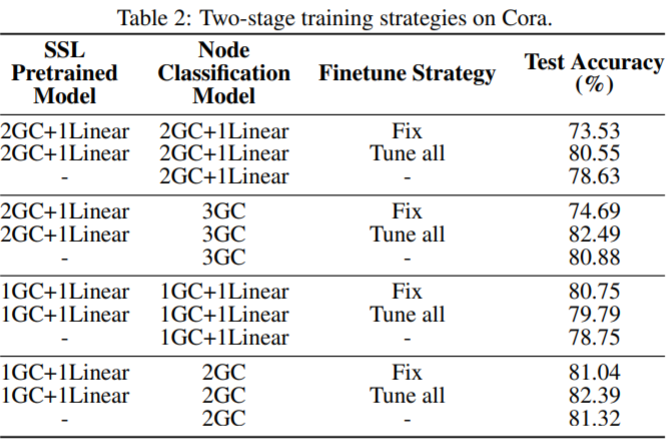 Table 2: Two-stage training strategies on Cora.
SSL Pretrained Model Node Classification Model Finetune Strategy Test Accuracy (%)
2GC+1Linear 2GC+1Linear Fix 73.53
2GC+1Linear 2GC+1Linear Tune all 80.55
- 2GC+1Linear - 78.63
2GC+1Linear 3GC Fix 74.69
2GC+1Linear 3GC Tune all 82.49
- 3GC - 80.88
1GC+1Linear 1GC+1Linear Fix 80.75
1GC+1Linear 1GC+1Linear Tune all 79.79
- 1GC+1Linear - 78.75
1GC+1Linear 2GC Fix 81.04
1GC+1Linear 2GC Tune all 82.39
- 2GC - 81.32